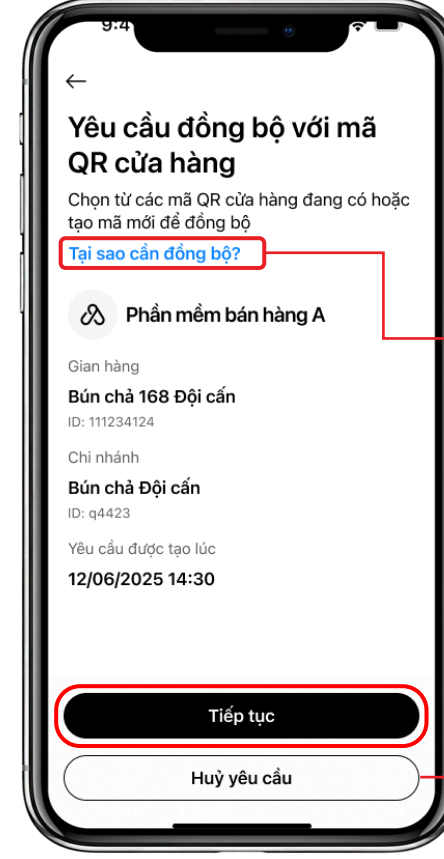 9:4
Yêu cầu đồng bộ với mã
QR cửa hàng
Chọn từ các mã QR cửa hàng đang có hoặc
tạo mã mới để đồng bộ
Tại sao cần đồng bộ?
Phần mềm bán hàng A
Gian hàng
Bún chả 168 Đội cấn
ID: 111234124
Chi nhánh
Bún chả Đội cấn
ID: q4423
Yêu cầu được tạo lúc
12/06/2025 14:30
Tiếp tục
Huỷ yêu cầu